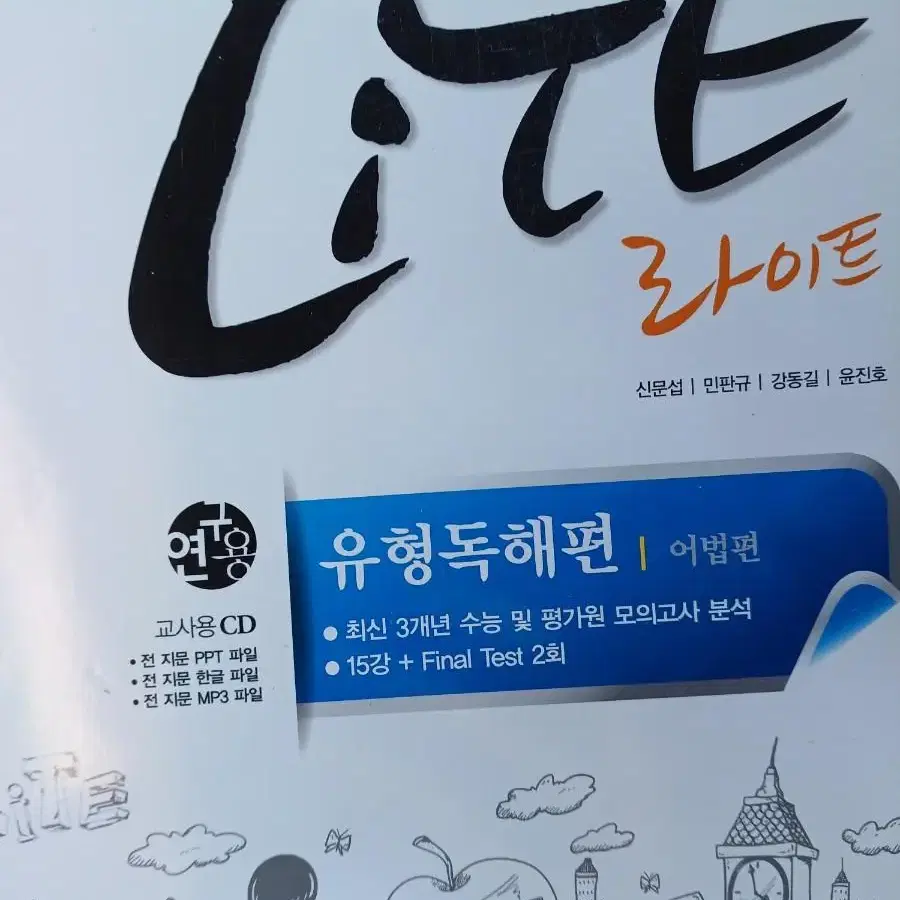 LiTE
라이트
신문섭 | 민판규 | 강동길 | 윤진호
연구용
교사용 CD
• 전 지문 PPT 파일
• 전 지문 한글 파일
• 전 지문 MP3 파일
유형독해편 | 어법편
• 최신 3개년 수능 및 평가원 모의고사 분석
• 15강 + Final Test 2회
iTE